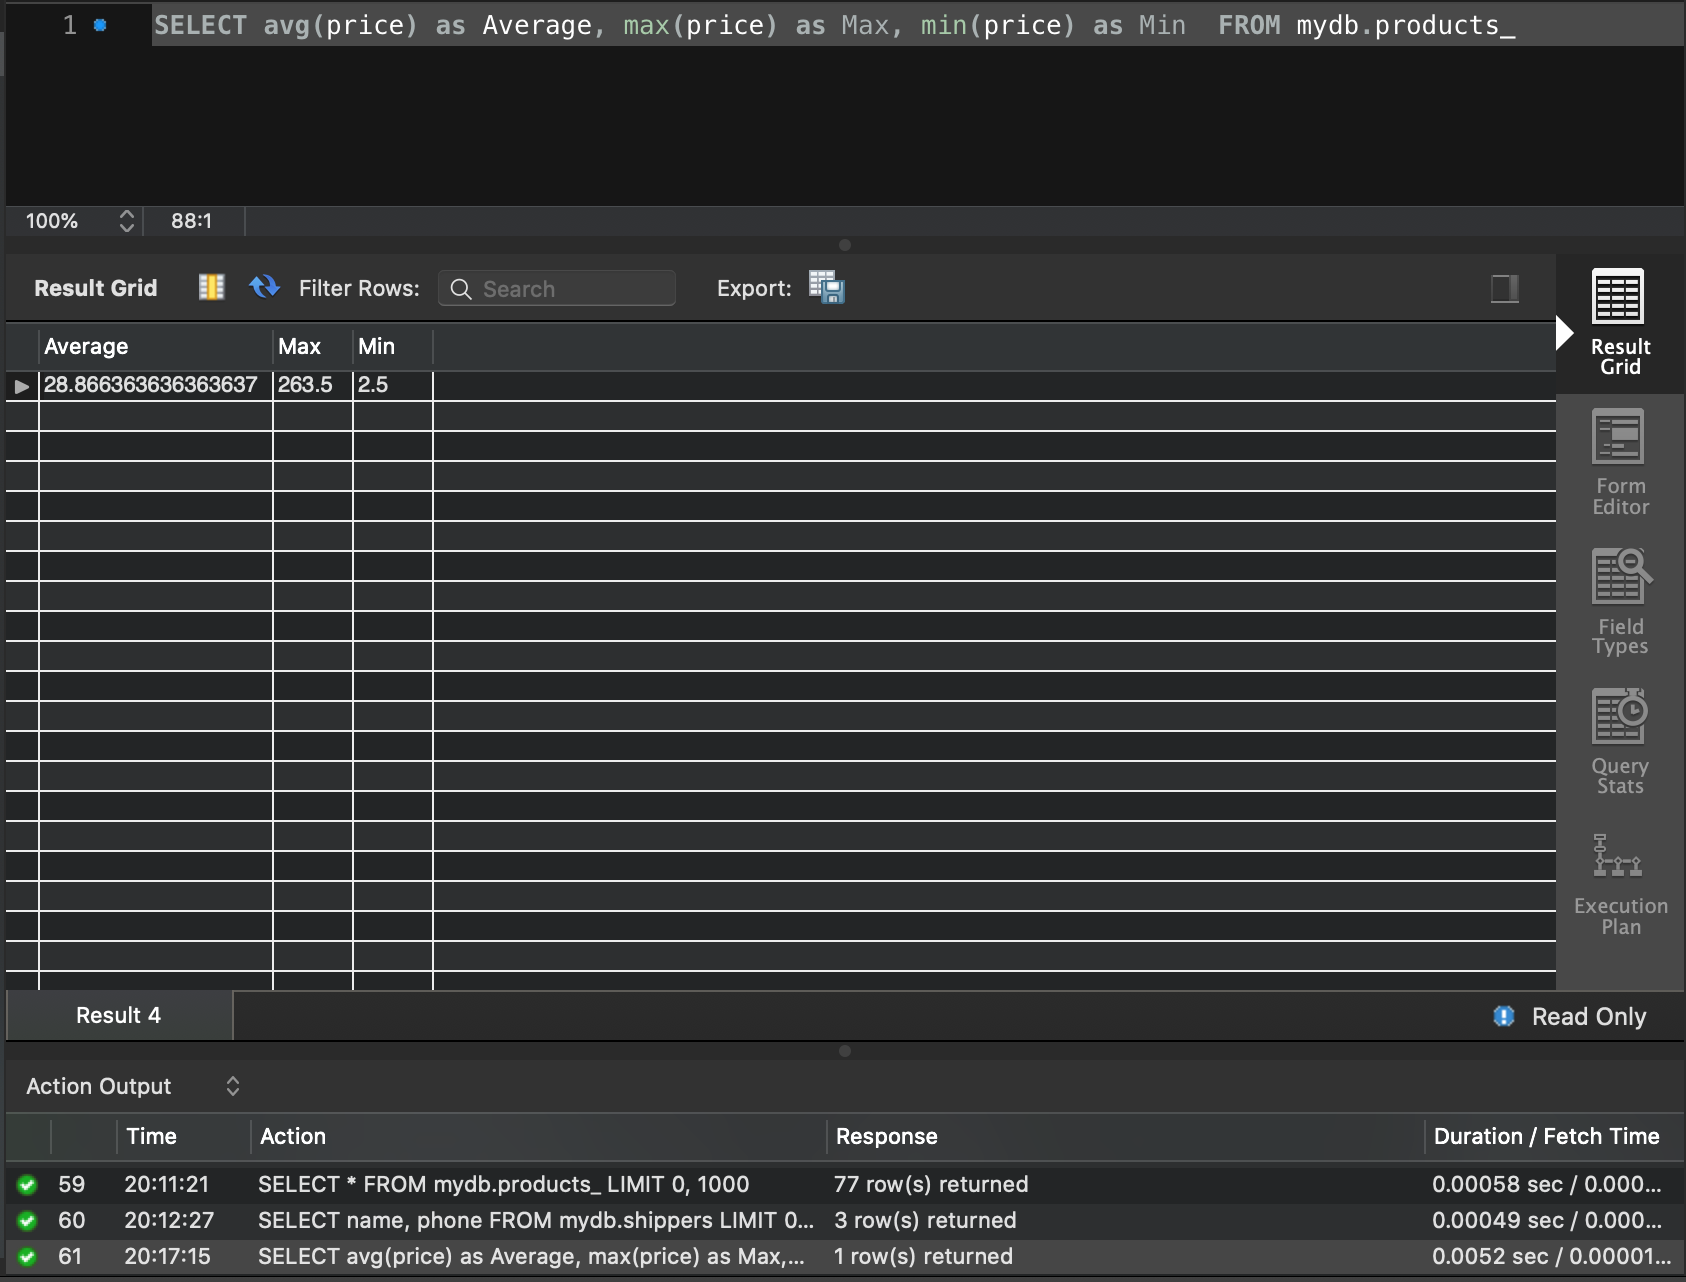 1 SELECT avg(price) as Average, max(price) as Max, min(price) as Min  FROM mydb.products_
100% 88:1
Result Grid Filter Rows: Search Export:
Average Max Min
28.866363636363637 263.5 2.5
Result
Grid
Form
Editor
Field
Types
Query
Stats
Execution
Plan
Result 4 Read Only
Action Output
Time Action Response Duration / Fetch Time
59 20:11:21 SELECT * FROM mydb.products_ LIMIT 0, 1000 77 row(s) returned 0.00058 sec / 0.000...
60 20:12:27 SELECT name, phone FROM mydb.shippers LIMIT 0... 3 row(s) returned 0.00049 sec / 0.000...
61 20:17:15 SELECT avg(price) as Average, max(price) as Max,... 1 row(s) returned 0.0052 sec / 0.00001...